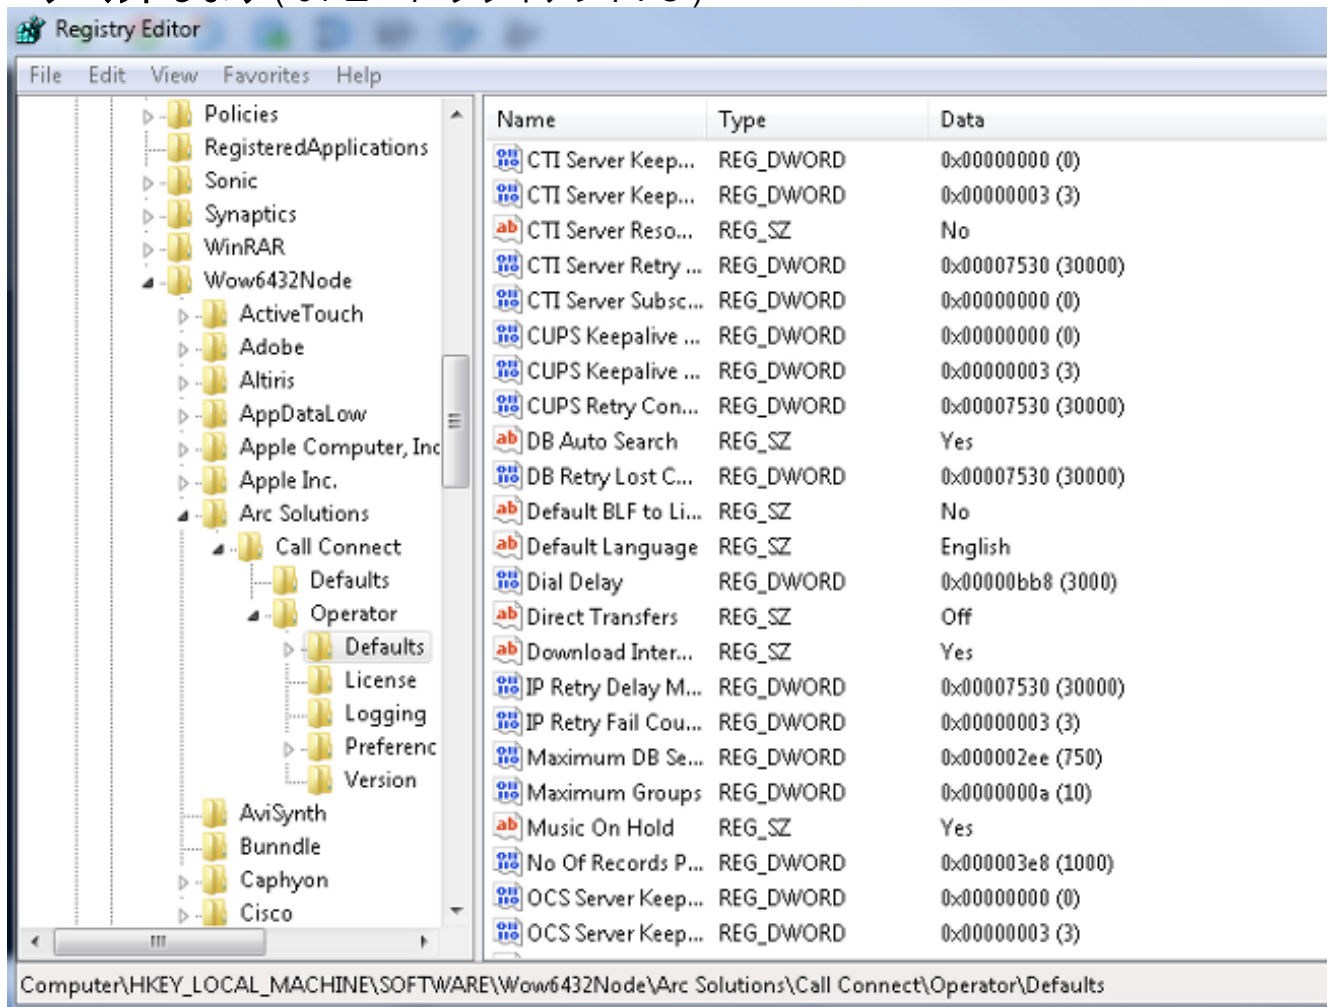 Registry Editor
File Edit View Favorites Help
Policies
RegisteredApplications
Sonic
Synaptics
WinRAR
Wow6432Node
ActiveTouch
Adobe
Altiris
AppDataLow
Apple Computer, Inc
Apple Inc.
Arc Solutions
Call Connect
Defaults
Operator
Defaults
License
Logging
Preferenc
Version
AviSynth
Bunndle
Caphyon
Cisco
Name Type Data
CTI Server Keep... REG_DWORD 0x00000000 (0)
CTI Server Keep... REG_DWORD 0x00000003 (3)
CTI Server Reso... REG_SZ No
CTI Server Retry ... REG_DWORD 0x00007530 (30000)
CTI Server Subsc... REG_DWORD 0x00000000 (0)
CUPS Keepalive ... REG_DWORD 0x00000000 (0)
CUPS Keepalive ... REG_DWORD 0x00000003 (3)
CUPS Retry Con... REG_DWORD 0x00007530 (30000)
DB Auto Search REG_SZ Yes
DB Retry Lost C... REG_DWORD 0x00007530 (30000)
Default BLF to Li... REG_SZ No
Default Language REG_SZ English
Dial Delay REG_DWORD 0x00000bb8 (3000)
Direct Transfers REG_SZ Off
Download Inter... REG_SZ Yes
IP Retry Delay M... REG_DWORD 0x00007530 (30000)
IP Retry Fail Cou... REG_DWORD 0x00000003 (3)
Maximum DB Se... REG_DWORD 0x000002ee (750)
Maximum Groups REG_DWORD 0x0000000a (10)
Music On Hold REG_SZ Yes
No Of Records P... REG_DWORD 0x000003e8 (1000)
OCS Server Keep... REG_DWORD 0x00000000 (0)
OCS Server Keep... REG_DWORD 0x00000003 (3)
Computer\HKEY_LOCAL_MACHINE\SOFTWARE\Wow6432Node\Arc Solutions\Call Connect\Operator\Defaults